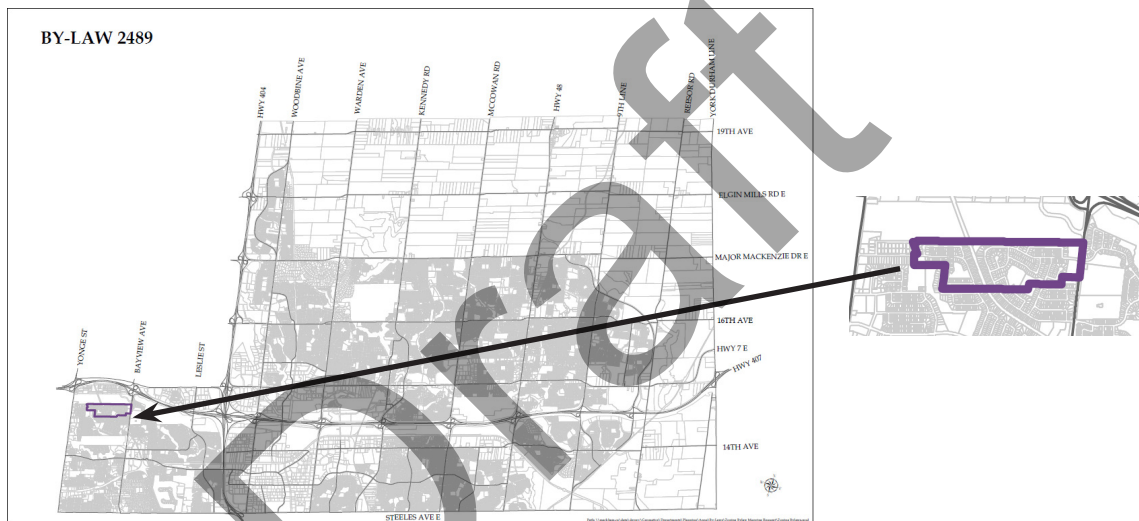 BY-LAW 2489
HWY 404
WOODBINE AVE
WARDEN AVE
KENNEDY RD
MCCOWAN RD
HWY 48
9TH LINE
REESOR RD
YORK DURHAM LINE
19TH AVE
ELGIN MILLS RD E
MAJOR MACKENZIE DR E
16TH AVE
HWY 7 E
HWY 407
YONGE ST
BAYVIEW AVE
LESLIE ST
14TH AVE
STEELES AVE E
Draft